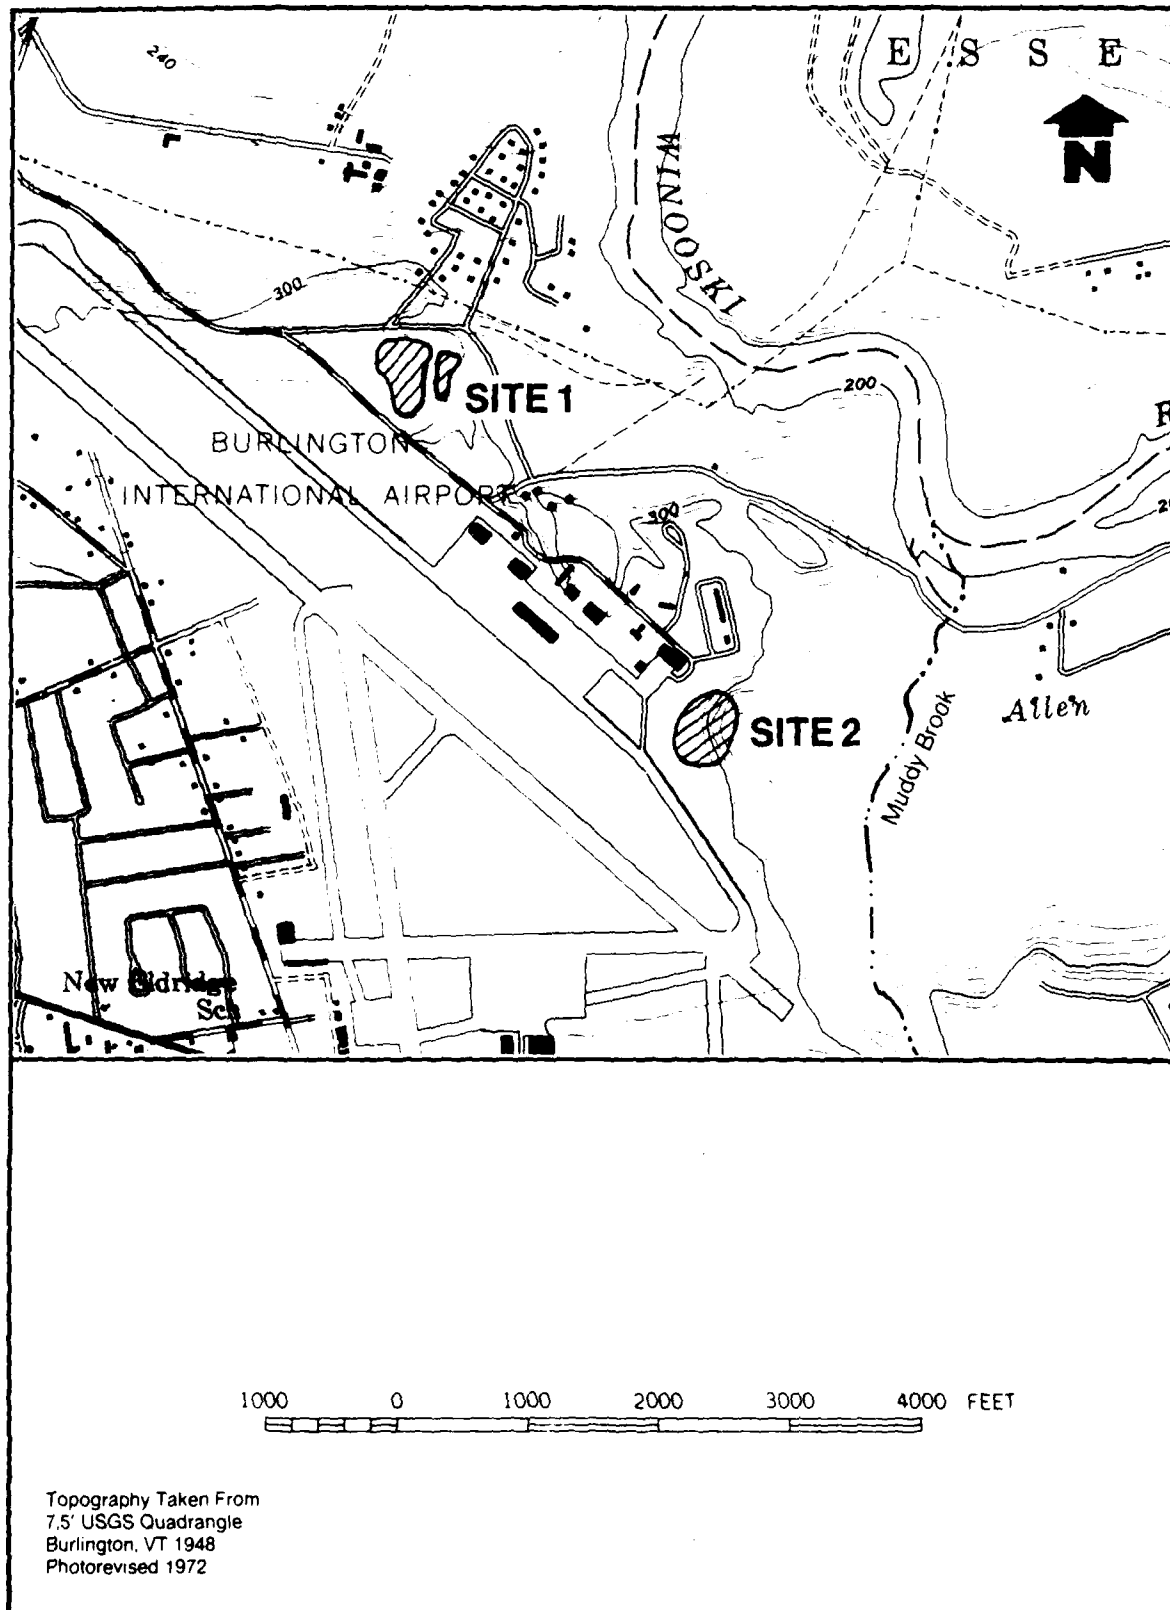 240
E S S E
N
WINOOSKI
300
200
SITE 1
BURLINGTON
INTERNATIONAL AIRPORT
300
SITE 2
Allen
Muddy Brook
New Eldridge
Sch
1000 0 1000 2000 3000 4000 FEET
Topography Taken From
7,5' USGS Quadrangle
Burlington, VT 1948
Photorevised 1972